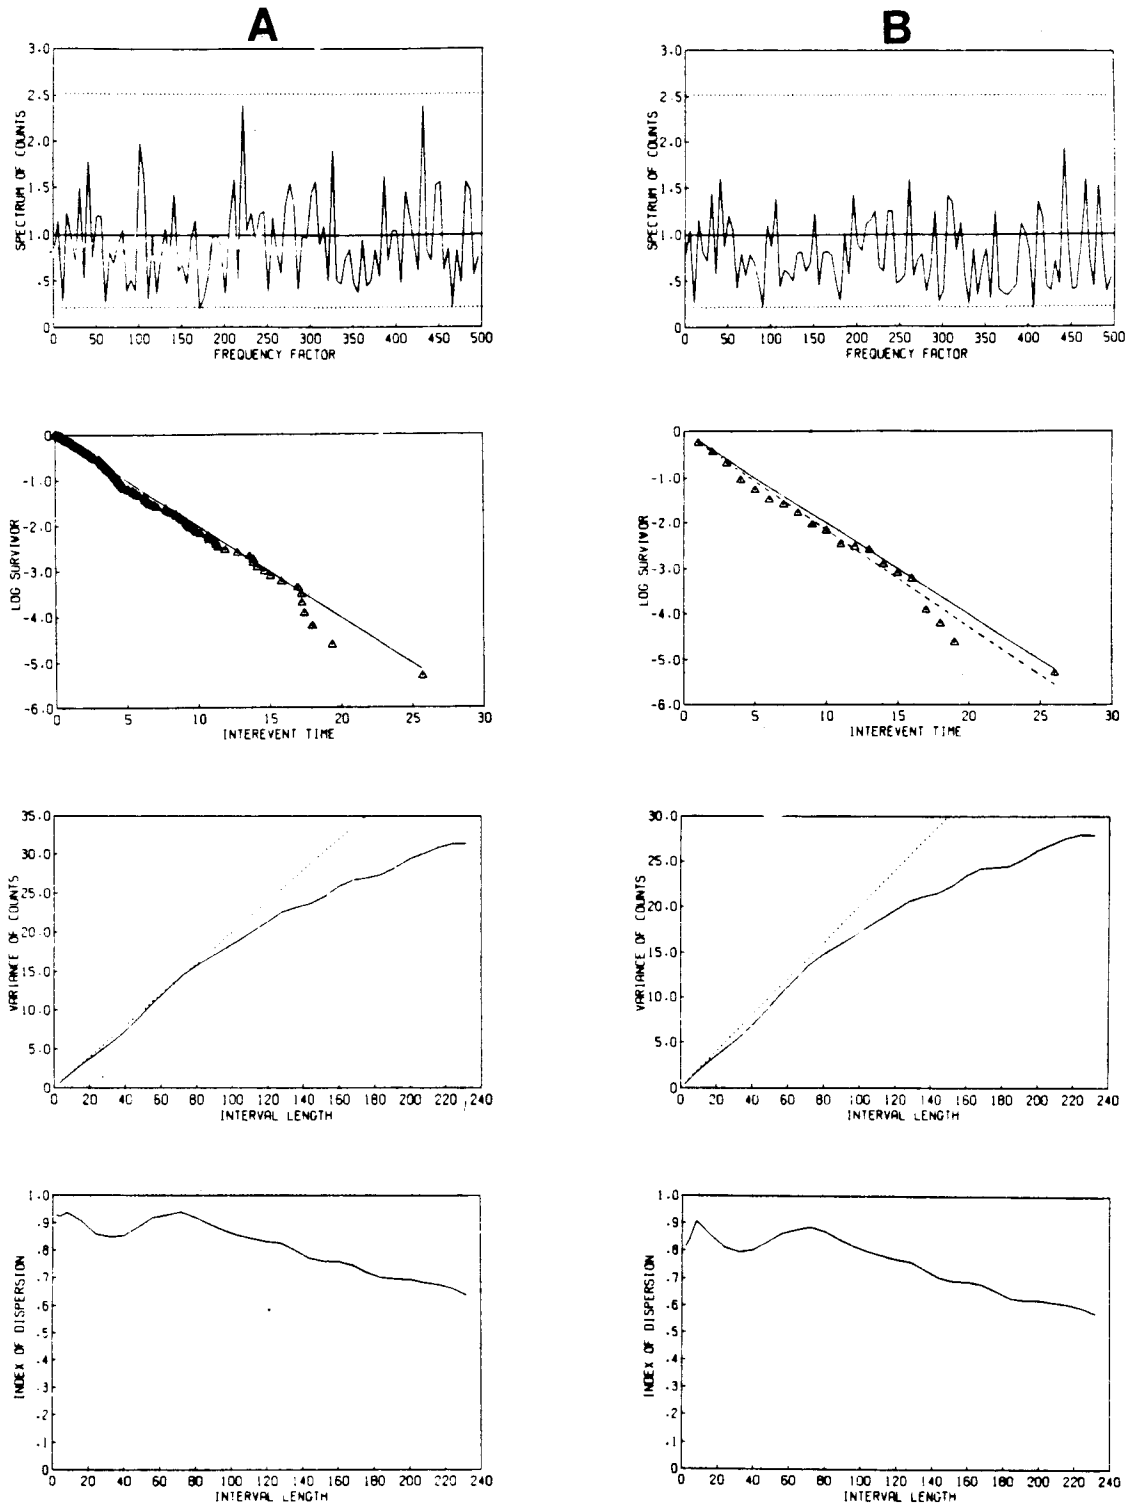 A
B
3.0
2.5
2.0
1.5
1.0
.5
0
SPECTRUM OF COUNTS
0 50 100 150 200 250 300 350 400 450 500
FREQUENCY FACTOR
3.0
2.5
2.0
1.5
1.0
.5
0
SPECTRUM OF COUNTS
0 50 100 150 200 250 300 350 400 450 500
FREQUENCY FACTOR
0
-1.0
-2.0
-3.0
-4.0
-5.0
-6.0
LOG SURVIVOR
0 5 10 15 20 25 30
INTEREVENT TIME
0
-1.0
-2.0
-3.0
-4.0
-5.0
-6.0
LOG SURVIVOR
0 5 10 15 20 25 30
INTEREVENT TIME
35.0
30.0
25.0
20.0
15.0
10.0
5.0
0
VARIANCE OF COUNTS
0 20 40 60 80 100 120 140 160 180 200 220 240
INTERVAL LENGTH
30.0
25.0
20.0
15.0
10.0
5.0
0
VARIANCE OF COUNTS
0 20 40 60 80 100 120 140 160 180 200 220 240
INTERVAL LENGTH
1.0
.9
.8
.7
.6
.5
.4
.3
.2
.1
0
INDEX OF DISPERSION
0 20 40 60 80 100 120 140 160 180 200 220 240
INTERVAL LENGTH
1.0
.9
.8
.7
.6
.5
.4
.3
.2
.1
0
INDEX OF DISPERSION
0 20 40 60 80 100 120 140 160 180 200 220 240
INTERVAL LENGTH